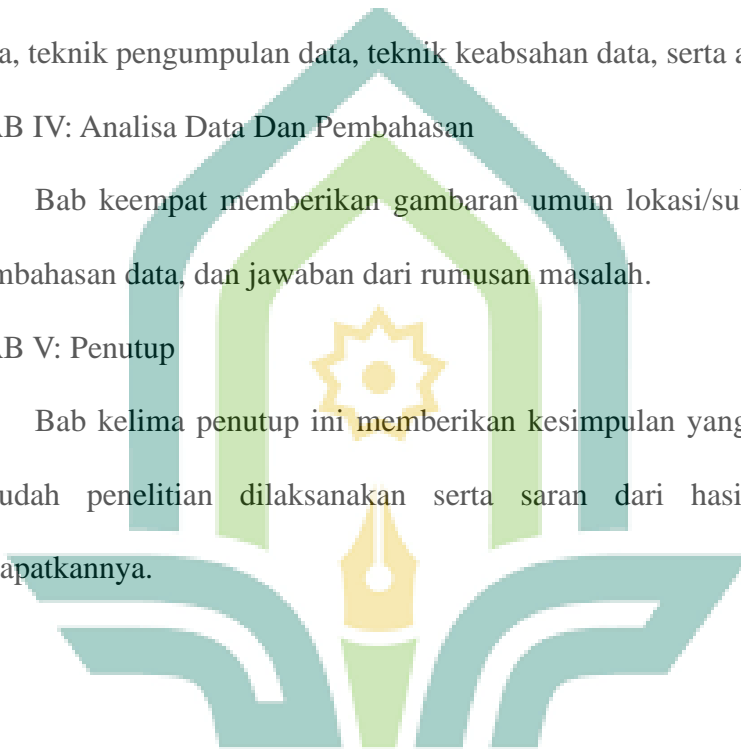 a, teknik pengumpulan data, teknik keabsahan data, serta a
AB IV: Analisa Data Dan Pembahasan
Bab keempat memberikan gambaran umum lokasi/su
mbahasan data, dan jawaban dari rumusan masalah.
AB V: Penutup
Bab kelima penutup ini memberikan kesimpulan yang
udah penelitian dilaksanakan serta saran dari hasi
apatkannya.